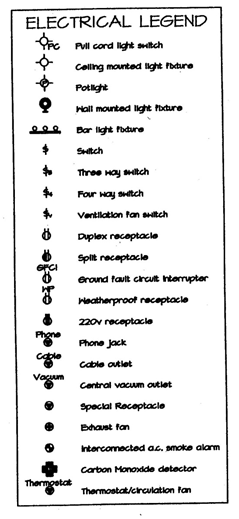 ELECTRICAL LEGEND
PC Pull cord light switch
Ceiling mounted light fixture
Potlight
Wall mounted light fixture
Bar light fixture
Switch
Three way switch
Four way switch
Ventilation fan switch
Duplex receptacle
Split receptacle
GFCI Ground fault circuit interrupter
WP Weatherproof receptacle
220v receptacle
Phone Phone jack
Cable Cable outlet
Vacuum Central vacuum outlet
Special Receptacle
Exhaust fan
Interconnected a.c. smoke alarm
Carbon Monoxide detector
Thermostat Thermostat/circulation fan